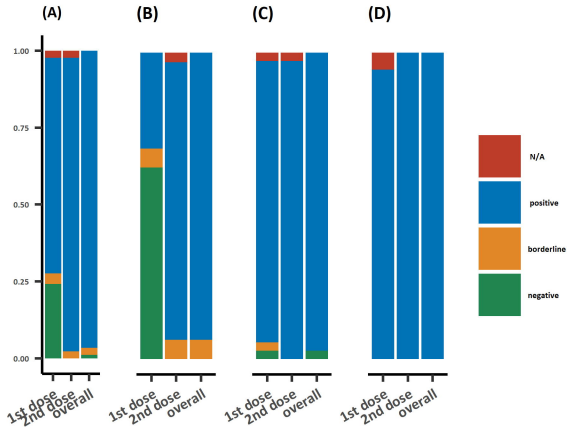 (A) (B) (C) (D)
1.00
0.75
0.50
0.25
0.00
1st dose 2nd dose overall
1st dose 2nd dose overall
1st dose 2nd dose overall
1st dose 2nd dose overall
N/A
positive
borderline
negative